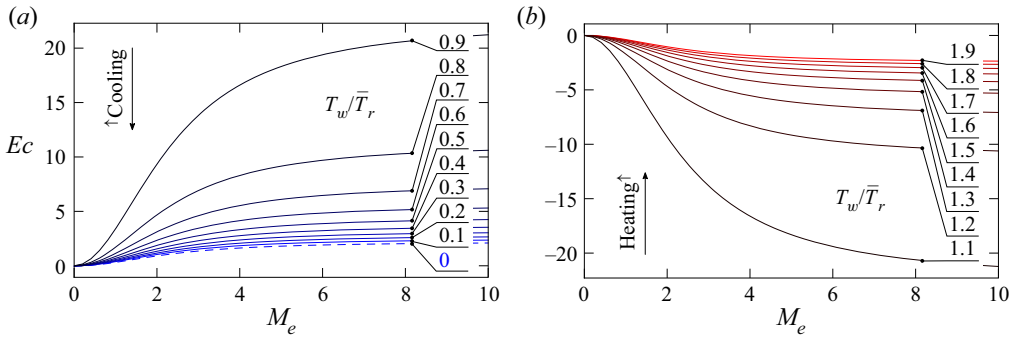 (a)
20
15
10
5
0
Ec
↑Cooling
T_w/T̅_r
0.9
0.8
0.7
0.6
0.5
0.4
0.3
0.2
0.1
0
0 2 4 6 8 10
M_e
(b)
0
−5
−10
−15
−20
Heating↑
T_w/T̅_r
1.9
1.8
1.7
1.6
1.5
1.4
1.3
1.2
1.1
0 2 4 6 8 10
M_e